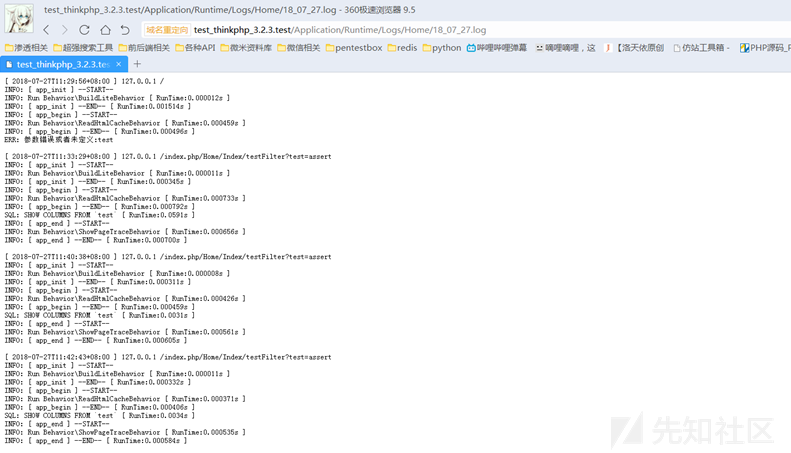 test_thinkphp_3.2.3.test/Application/Runtime/Logs/Home/18_07_27.log - 360极速浏览器 9.5
域名重定向 test_thinkphp_3.2.3.test/Application/Runtime/Logs/Home/18_07_27.log
渗透相关 超强搜索工具 前后端相关 各种API 微米资料库 微信相关 pentestbox redis python 哔哩哔哩弹幕 嘀嘀嘀嘀,这 【洛天依原创 仿站工具箱 - PHP源码_P
test_thinkphp_3.2.3.tes
[ 2018-07-27T11:29:56+08:00 ] 127.0.0.1 /
INFO: [ app_init ] --START--
INFO: Run Behavior\BuildLiteBehavior [ RunTime:0.000012s ]
INFO: [ app_init ] --END-- [ RunTime:0.001514s ]
INFO: [ app_begin ] --START--
INFO: Run Behavior\ReadHtmlCacheBehavior [ RunTime:0.000459s ]
INFO: [ app_begin ] --END-- [ RunTime:0.000496s ]
ERR: 参数错误或者未定义:test
[ 2018-07-27T11:33:29+08:00 ] 127.0.0.1 /index.php/Home/Index/testFilter?test=assert
INFO: [ app_init ] --START--
INFO: Run Behavior\BuildLiteBehavior [ RunTime:0.000011s ]
INFO: [ app_init ] --END-- [ RunTime:0.000345s ]
INFO: [ app_begin ] --START--
INFO: Run Behavior\ReadHtmlCacheBehavior [ RunTime:0.000733s ]
INFO: [ app_begin ] --END-- [ RunTime:0.000792s ]
SQL: SHOW COLUMNS FROM `test` [ RunTime:0.0591s ]
INFO: [ app_end ] --START--
INFO: Run Behavior\ShowPageTraceBehavior [ RunTime:0.000656s ]
INFO: [ app_end ] --END-- [ RunTime:0.000700s ]
[ 2018-07-27T11:40:38+08:00 ] 127.0.0.1 /index.php/Home/Index/testFilter?test=assert
INFO: [ app_init ] --START--
INFO: Run Behavior\BuildLiteBehavior [ RunTime:0.000008s ]
INFO: [ app_init ] --END-- [ RunTime:0.000311s ]
INFO: [ app_begin ] --START--
INFO: Run Behavior\ReadHtmlCacheBehavior [ RunTime:0.000426s ]
INFO: [ app_begin ] --END-- [ RunTime:0.000459s ]
SQL: SHOW COLUMNS FROM `test` [ RunTime:0.0031s ]
INFO: [ app_end ] --START--
INFO: Run Behavior\ShowPageTraceBehavior [ RunTime:0.000561s ]
INFO: [ app_end ] --END-- [ RunTime:0.000605s ]
[ 2018-07-27T11:42:43+08:00 ] 127.0.0.1 /index.php/Home/Index/testFilter?test=assert
INFO: [ app_init ] --START--
INFO: Run Behavior\BuildLiteBehavior [ RunTime:0.000011s ]
INFO: [ app_init ] --END-- [ RunTime:0.000332s ]
INFO: [ app_begin ] --START--
INFO: Run Behavior\ReadHtmlCacheBehavior [ RunTime:0.000371s ]
INFO: [ app_begin ] --END-- [ RunTime:0.000406s ]
SQL: SHOW COLUMNS FROM `test` [ RunTime:0.0034s ]
INFO: [ app_end ] --START--
INFO: Run Behavior\ShowPageTraceBehavior [ RunTime:0.000535s ]
INFO: [ app_end ] --END-- [ RunTime:0.000584s ]
先知社区